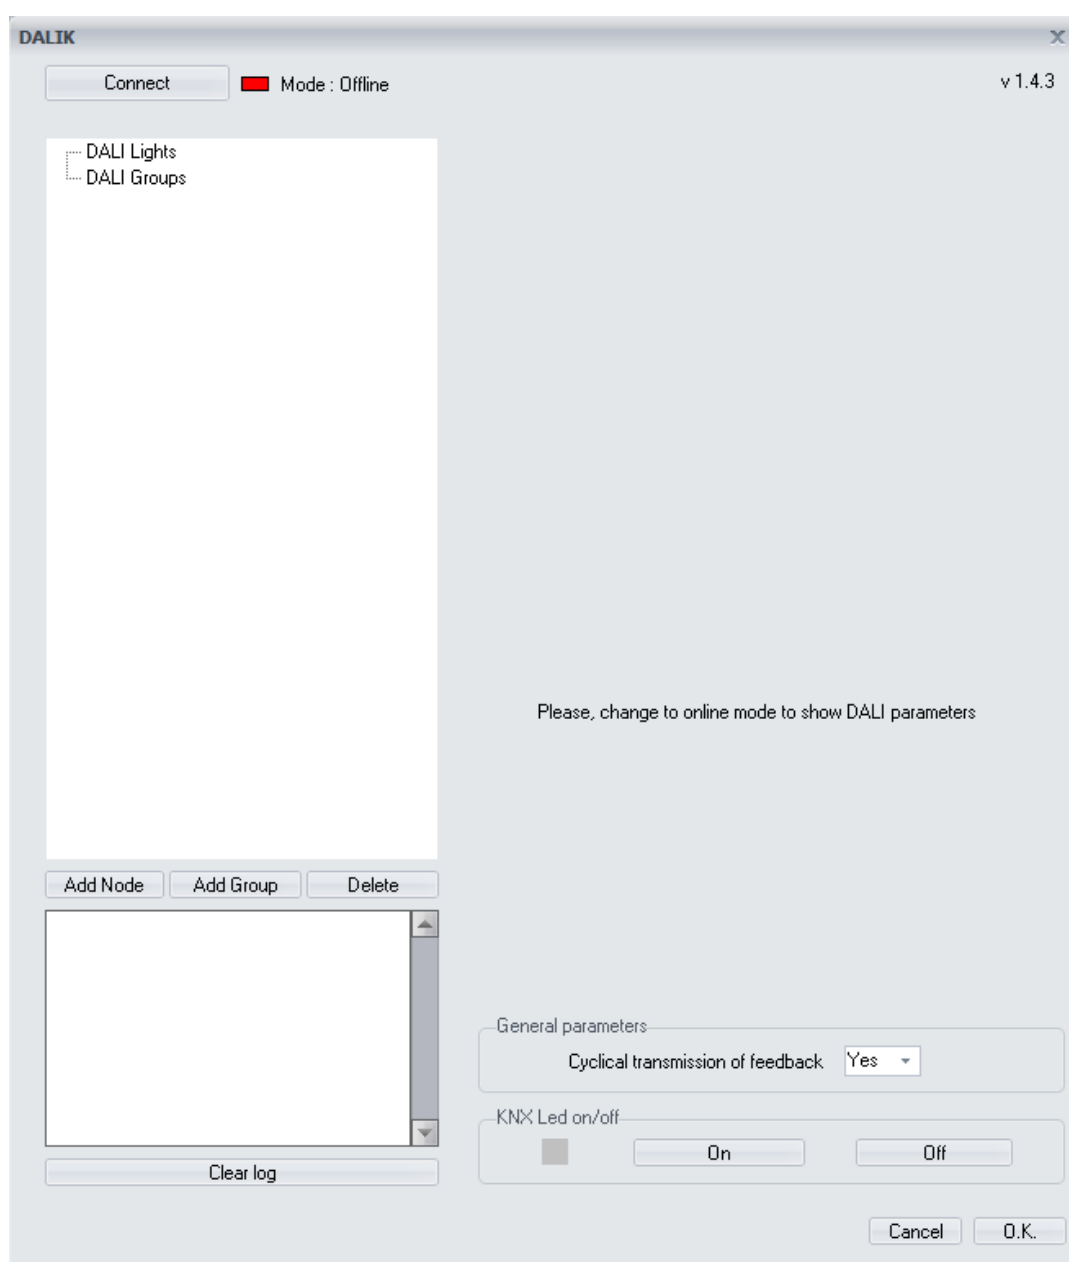 DALIK
Connect
Mode : Offline
v 1.4.3
DALI Lights
DALI Groups
Please, change to online mode to show DALI parameters
Add Node
Add Group
Delete
General parameters
Cyclical transmission of feedback
Yes
KNX Led on/off
On
Off
Clear log
Cancel
O.K.